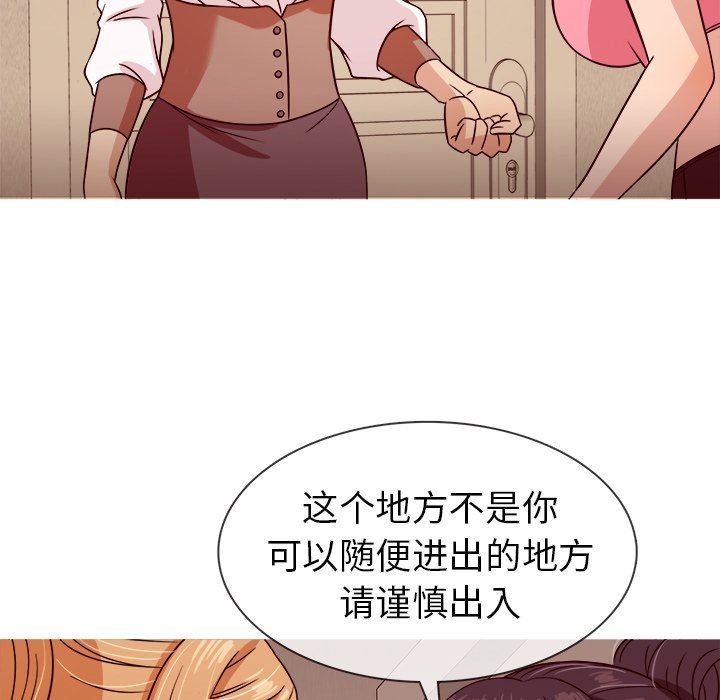 这个地方不是你
可以随便进出的地方
请谨慎出入